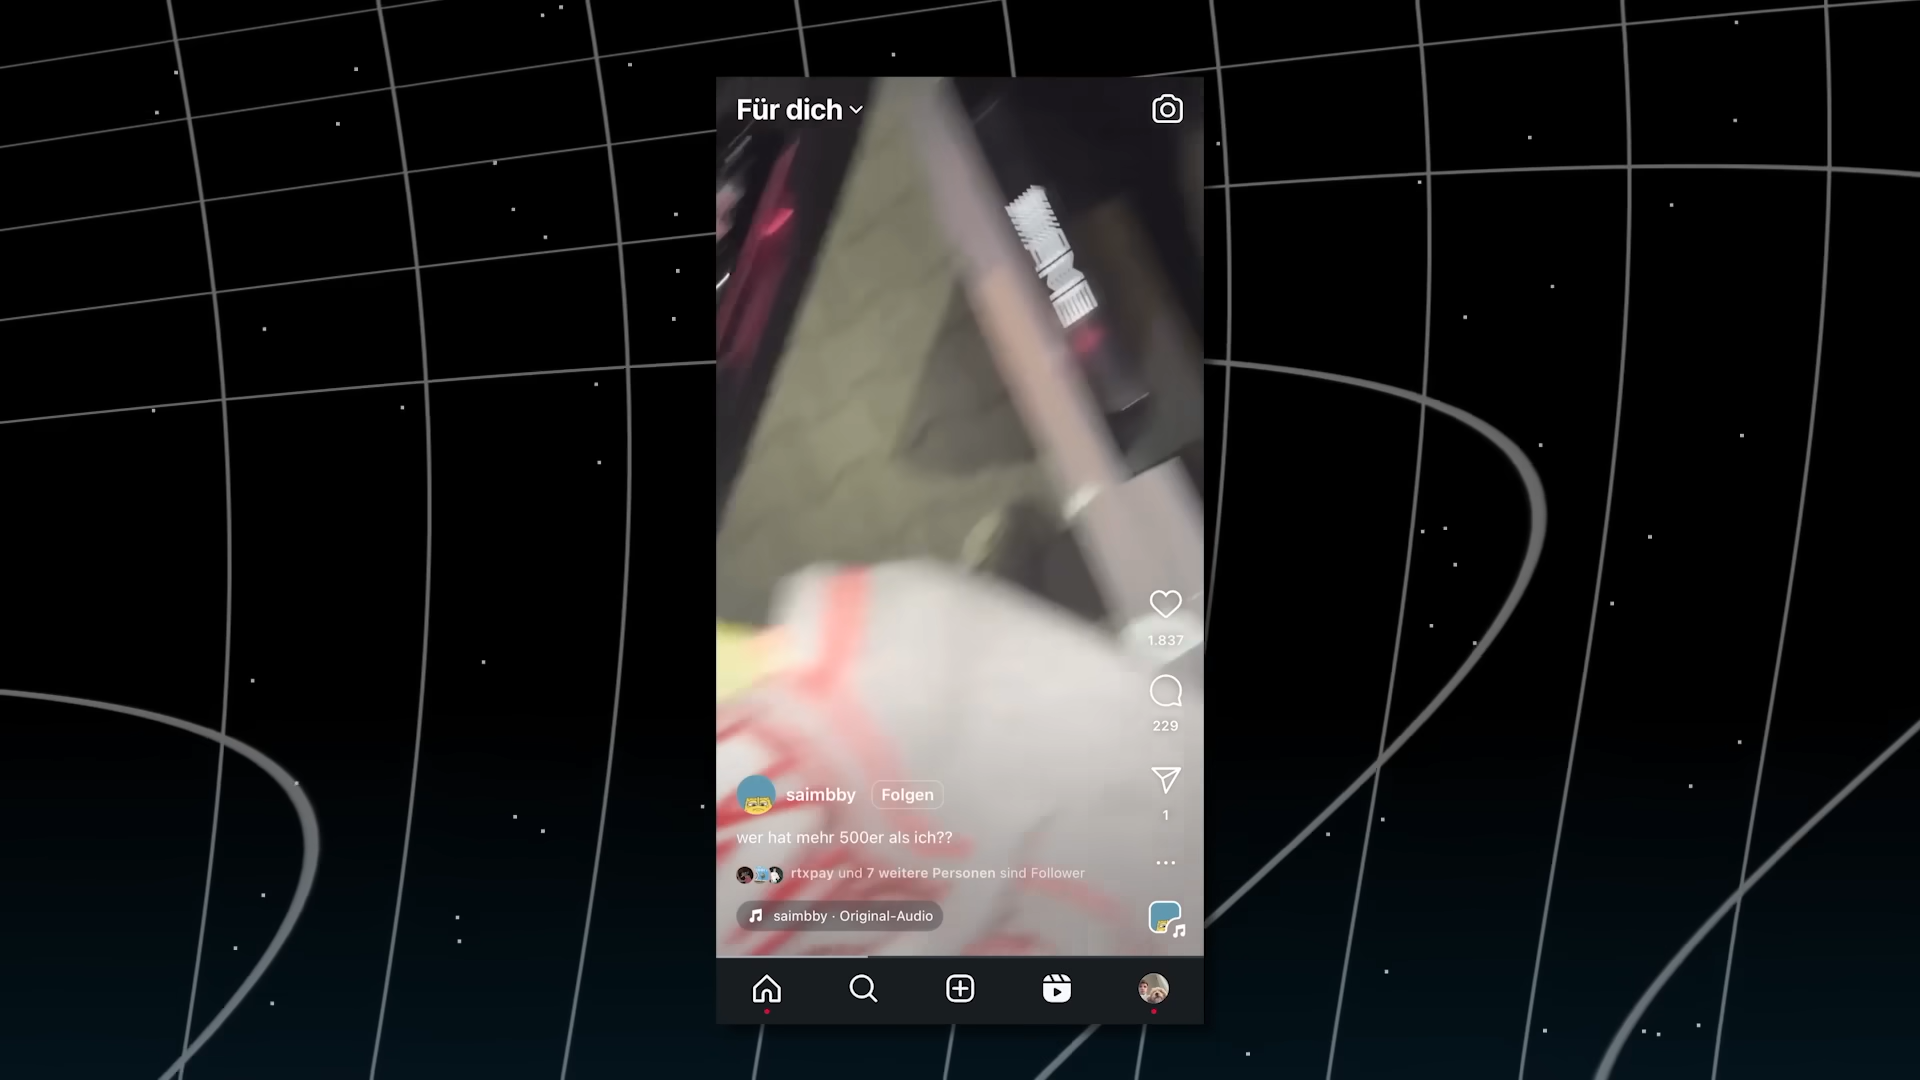 Für dich
1.837
229
1
saimbby Folgen
wer hat mehr 500er als ich??
rtxpay und 7 weitere Personen sind Follower
saimbby · Original-Audio